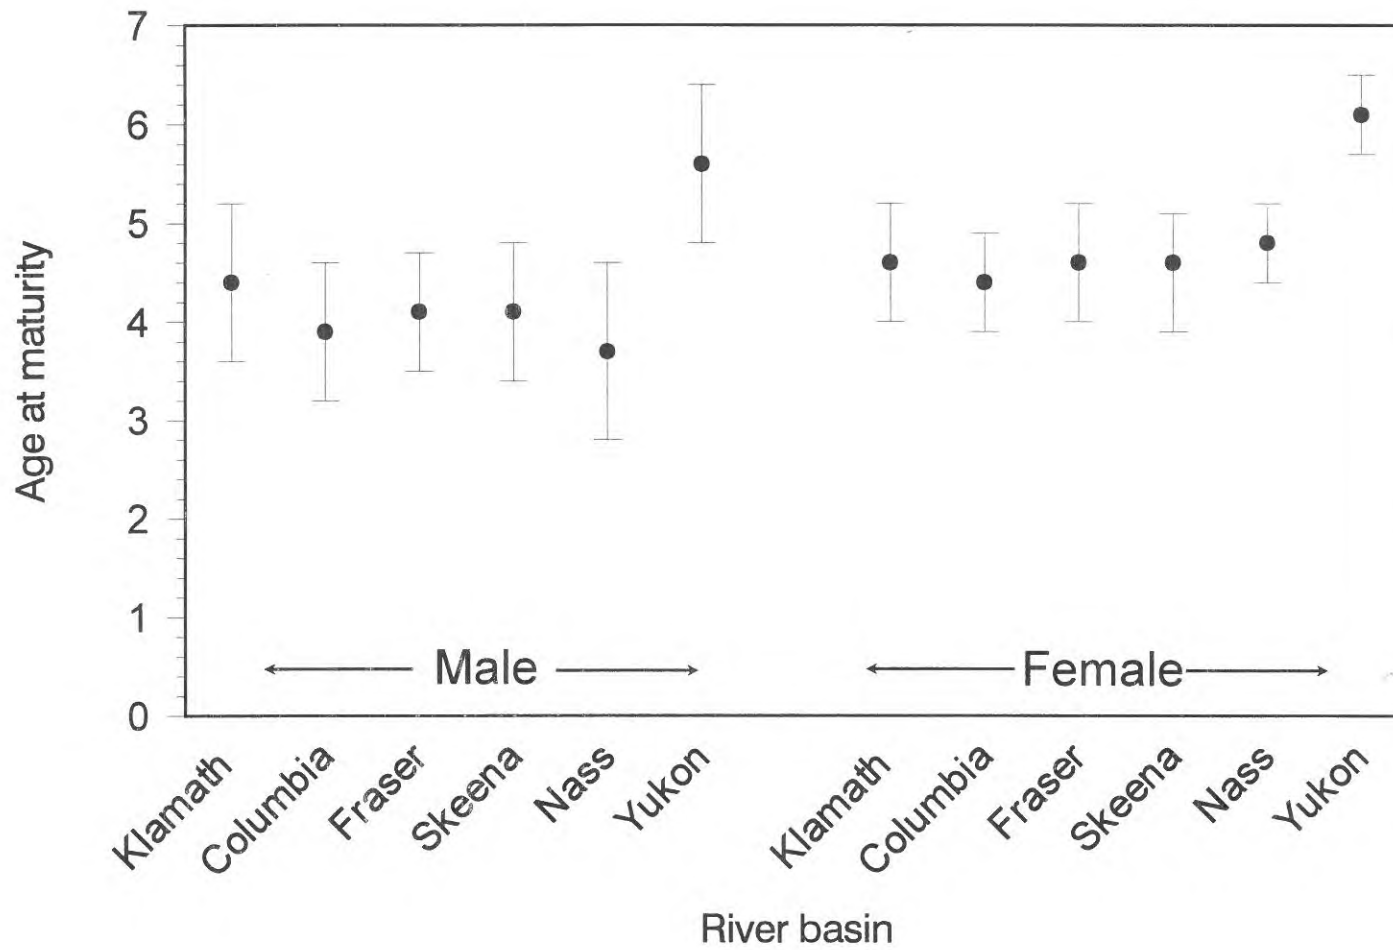 7
6
5
4
3
2
1
0
Age at maturity
Male
Female
Klamath
Columbia
Fraser
Skeena
Nass
Yukon
Klamath
Columbia
Fraser
Skeena
Nass
Yukon
River basin